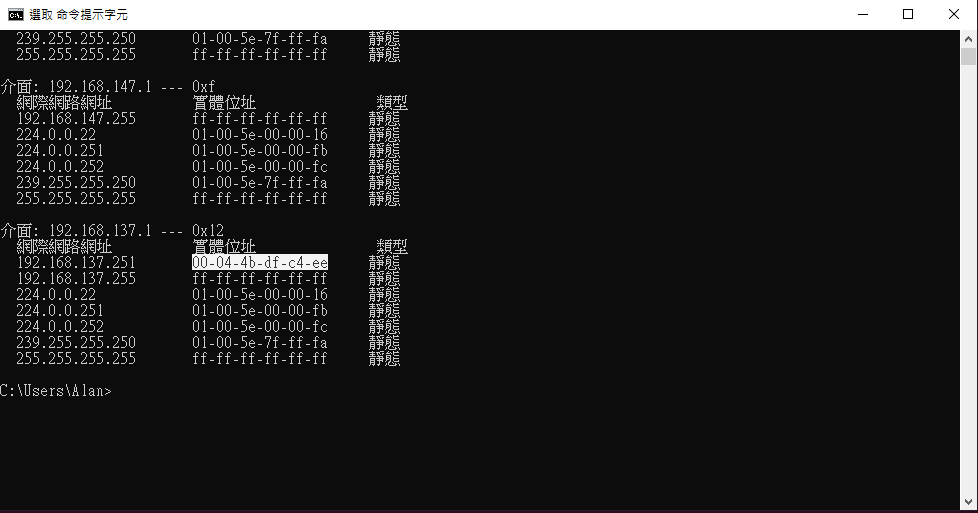 選取 命令提示字元
239.255.255.250 01-00-5e-7f-ff-fa 靜態
255.255.255.255 ff-ff-ff-ff-ff-ff 靜態
介面: 192.168.147.1 --- 0xf
網際網路網址 實體位址 類型
192.168.147.255 ff-ff-ff-ff-ff-ff 靜態
224.0.0.22 01-00-5e-00-00-16 靜態
224.0.0.251 01-00-5e-00-00-fb 靜態
224.0.0.252 01-00-5e-00-00-fc 靜態
239.255.255.250 01-00-5e-7f-ff-fa 靜態
255.255.255.255 ff-ff-ff-ff-ff-ff 靜態
介面: 192.168.137.1 --- 0x12
網際網路網址 實體位址 類型
192.168.137.251 00-04-4b-df-c4-ee 靜態
192.168.137.255 ff-ff-ff-ff-ff-ff 靜態
224.0.0.22 01-00-5e-00-00-16 靜態
224.0.0.251 01-00-5e-00-00-fb 靜態
224.0.0.252 01-00-5e-00-00-fc 靜態
239.255.255.250 01-00-5e-7f-ff-fa 靜態
255.255.255.255 ff-ff-ff-ff-ff-ff 靜態
C:\Users\Alan>